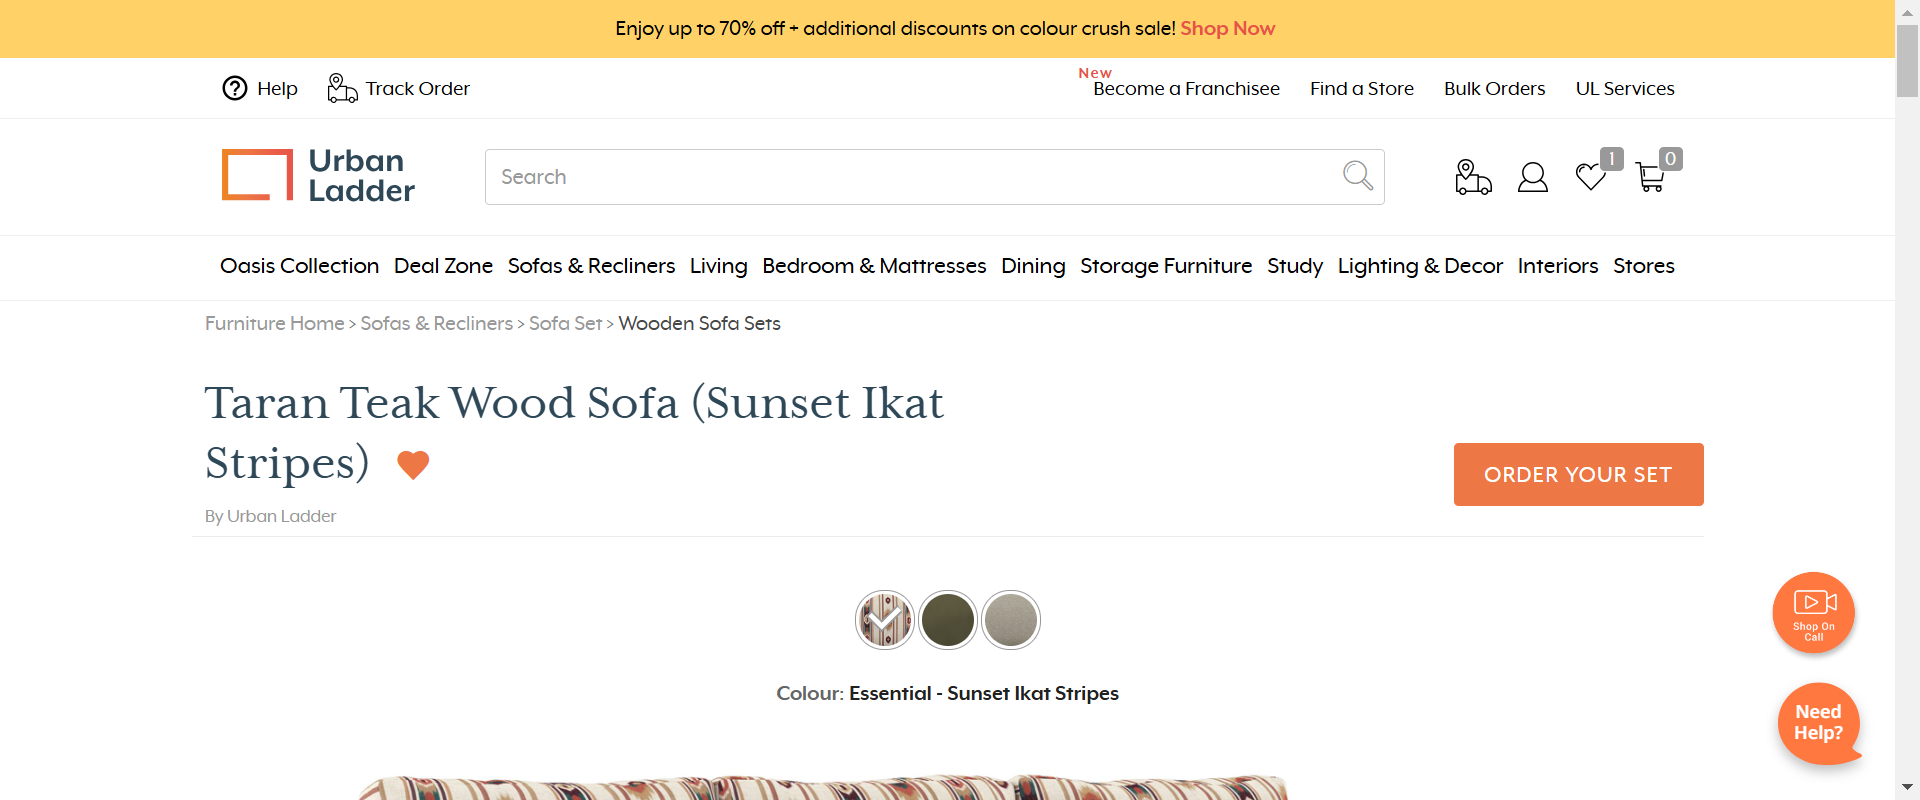 Enjoy up to 70% off + additional discounts on colour crush sale! Shop Now
Help
Track Order
New
Become a Franchisee
Find a Store
Bulk Orders
UL Services
Urban
Ladder
Search
1
0
Oasis Collection
Deal Zone
Sofas & Recliners
Living
Bedroom & Mattresses
Dining
Storage Furniture
Study
Lighting & Decor
Interiors
Stores
Furniture Home > Sofas & Recliners > Sofa Set > Wooden Sofa Sets
Taran Teak Wood Sofa (Sunset Ikat
Stripes)
ORDER YOUR SET
By Urban Ladder
Shop On
Call
Colour: Essential - Sunset Ikat Stripes
Need
Help?